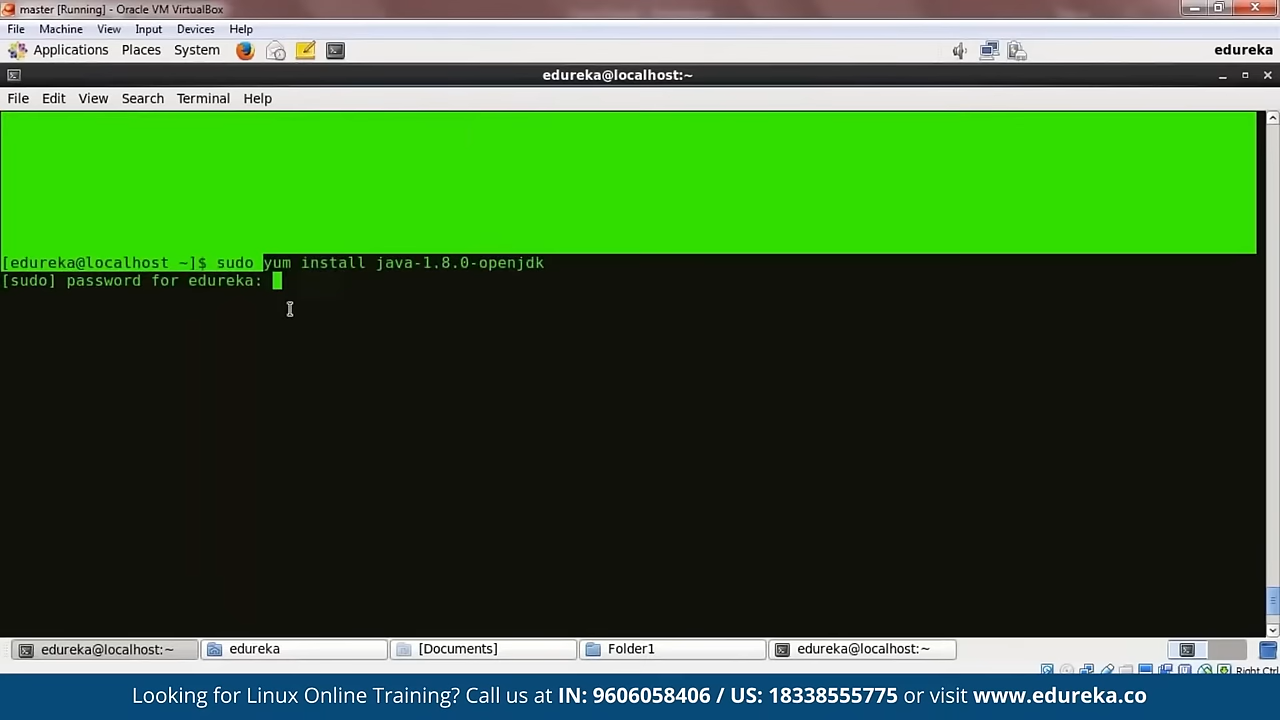 master [Running] - Oracle VM VirtualBox
File Machine View Input Devices Help
Applications Places System edureka
edureka@localhost:~
File Edit View Search Terminal Help
[edureka@localhost ~]$ sudo yum install java-1.8.0-openjdk
[sudo] password for edureka:
edureka@localhost:~ edureka [Documents] Folder1 edureka@localhost:~
Right Ctrl
Looking for Linux Online Training? Call us at IN: 9606058406 / US: 18338555775 or visit www.edureka.co